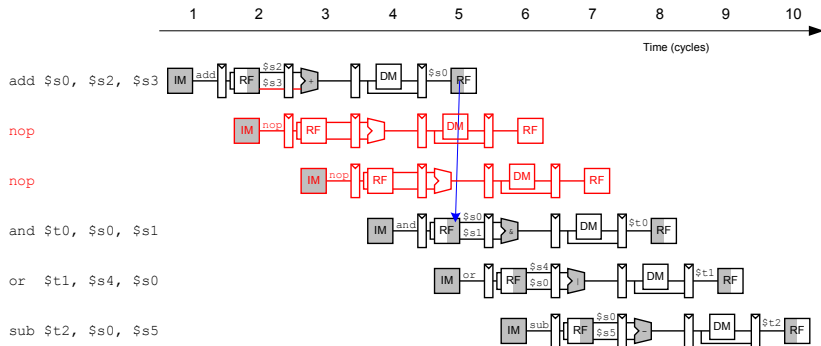 1 2 3 4 5 6 7 8 9 10
Time (cycles)
add $s0, $s2, $s3 IM add RF $s2 $s3 + DM $s0 RF
nop IM nop RF DM RF
nop IM nop RF DM RF
and $t0, $s0, $s1 IM and RF $s0 $s1 & DM $t0 RF
or $t1, $s4, $s0 IM or RF $s4 $s0 | DM $t1 RF
sub $t2, $s0, $s5 IM sub RF $s0 $s5 - DM $t2 RF